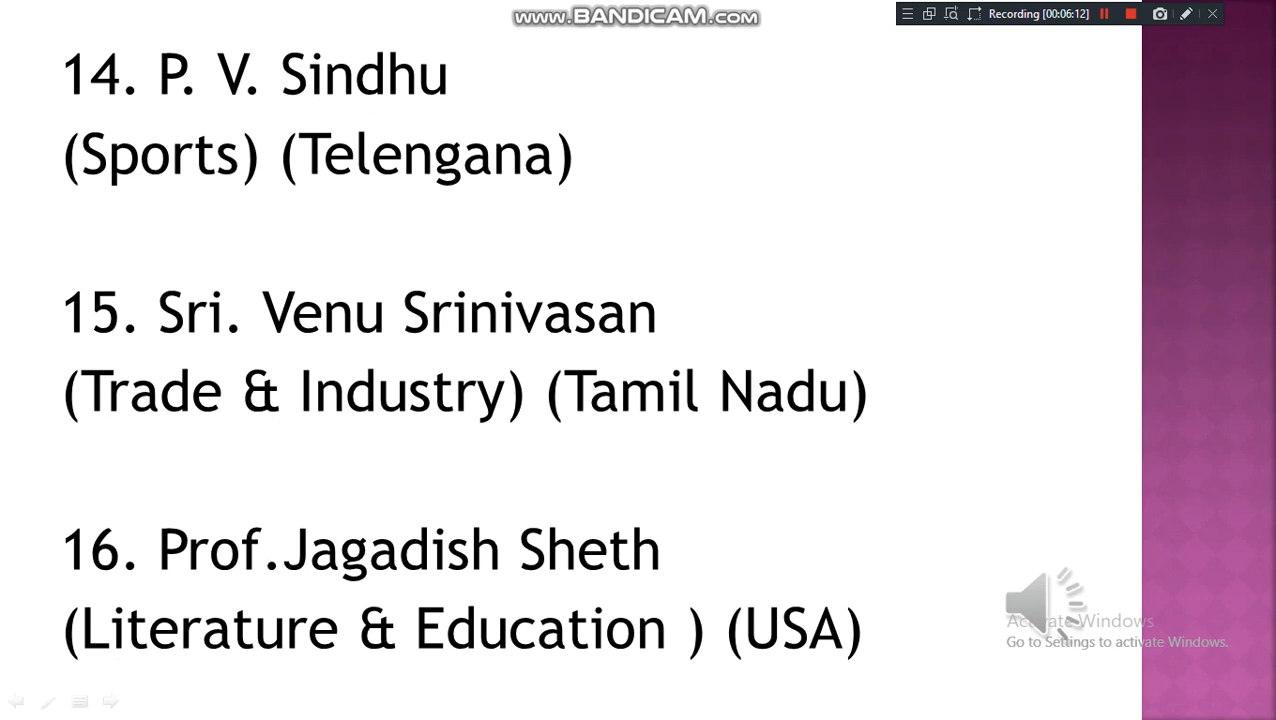 www.BANDICAM.com
Recording [00:06:12]
14. P. V. Sindhu
(Sports) (Telengana)
15. Sri. Venu Srinivasan
(Trade & Industry) (Tamil Nadu)
16. Prof.Jagadish Sheth
(Literature & Education ) (USA)
Activate Windows
Go to Settings to activate Windows.